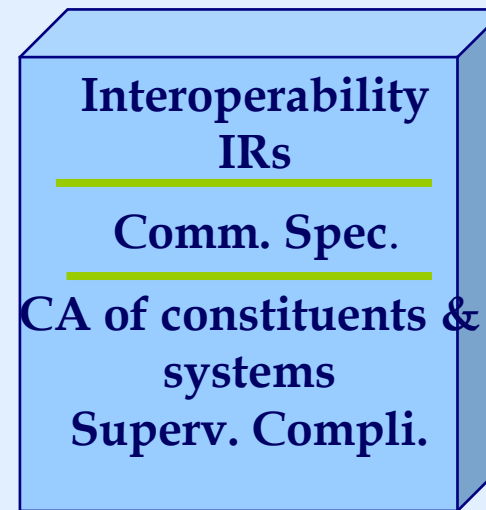 Interoperability
IRs
Comm. Spec.
CA of constituents &
systems
Superv. Compli.